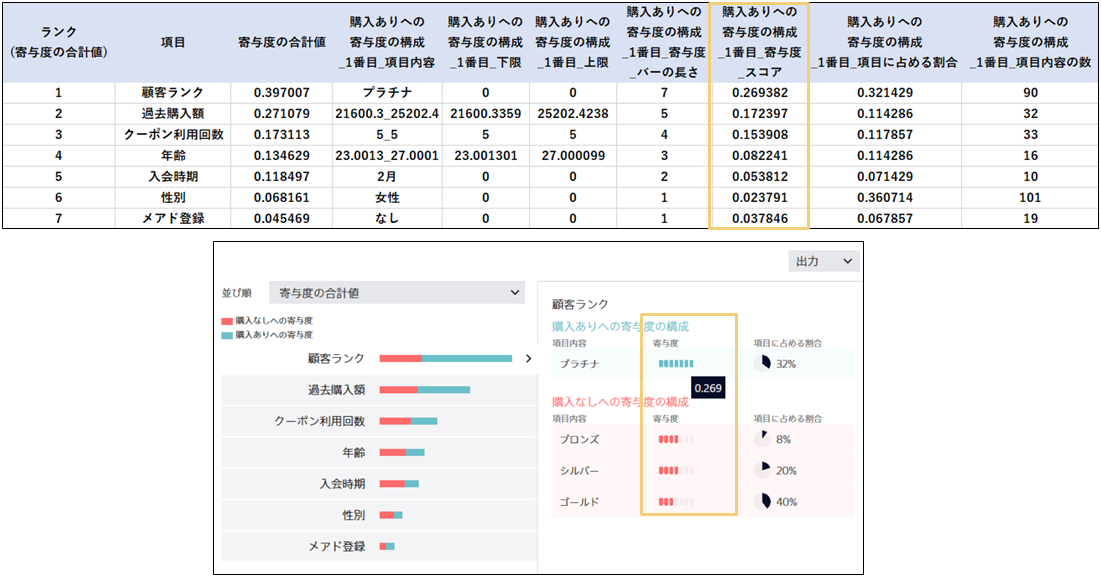 ランク
(寄与度の合計値)
項目
寄与度の合計値
購入ありへの
寄与度の構成
_1番目_項目内容
購入ありへの
寄与度の構成
_1番目_下限
購入ありへの
寄与度の構成
_1番目_上限
購入ありへの
寄与度の構成
_1番目_寄与度
_バーの長さ
購入ありへの
寄与度の構成
_1番目_寄与度
_スコア
購入ありへの
寄与度の構成
_1番目_項目に占める割合
購入ありへの
寄与度の構成
_1番目_項目内容の数
1 顧客ランク 0.397007 プラチナ 0 0 7 0.269382 0.321429 90
2 過去購入額 0.271079 21600.3_25202.4 21600.3359 25202.4238 5 0.172397 0.114286 32
3 クーポン利用回数 0.173113 5_5 5 5 4 0.153908 0.117857 33
4 年齢 0.134629 23.0013_27.0001 23.001301 27.000099 3 0.082241 0.114286 16
5 入会時期 0.118497 2月 0 0 2 0.053812 0.071429 10
6 性別 0.068161 女性 0 0 1 0.023791 0.360714 101
7 メアド登録 0.045469 なし 0 0 1 0.037846 0.067857 19
出力
並び順 寄与度の合計値
購入なしへの寄与度
購入ありへの寄与度
顧客ランク
過去購入額
クーポン利用回数
年齢
入会時期
性別
メアド登録
顧客ランク
購入ありへの寄与度の構成
項目内容 寄与度 項目に占める割合
プラチナ 32%
0.269
購入なしへの寄与度の構成
項目内容 寄与度 項目に占める割合
ブロンズ 8%
シルバー 20%
ゴールド 40%